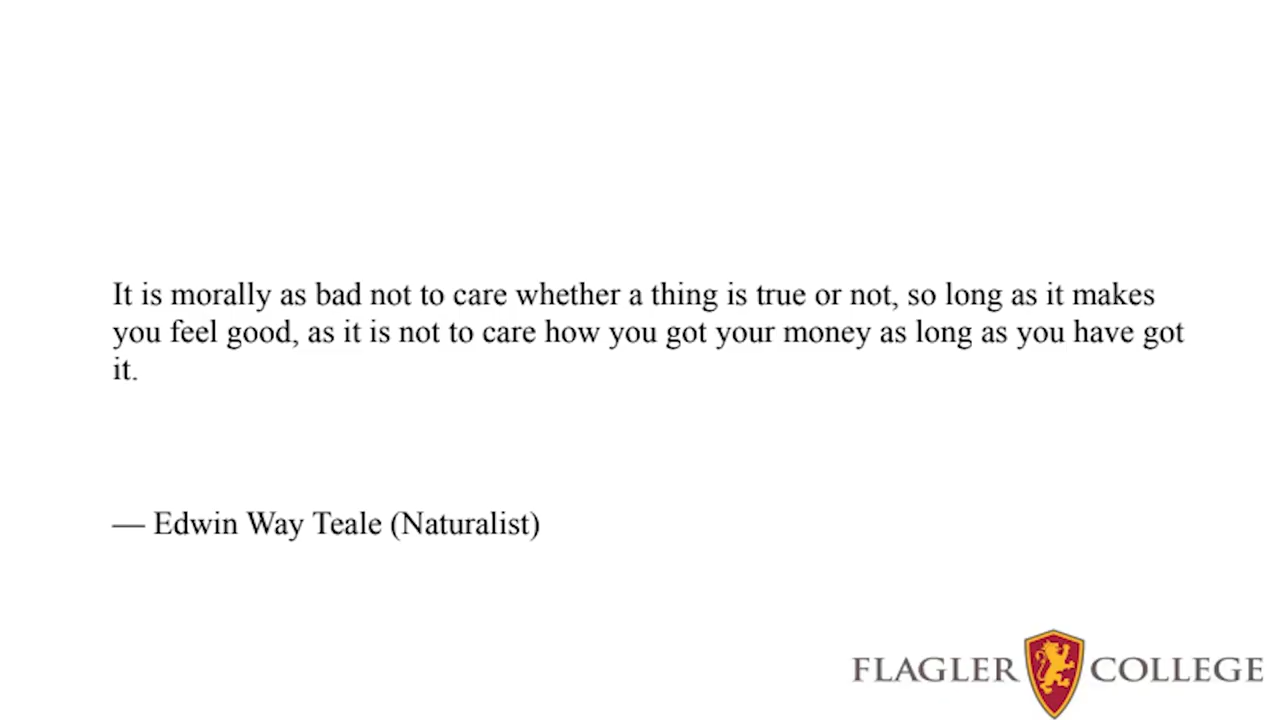 It is morally as bad not to care whether a thing is true or not, so long as it makes
you feel good, as it is not to care how you got your money as long as you have got
it.
— Edwin Way Teale (Naturalist)
FLAGLER COLLEGE